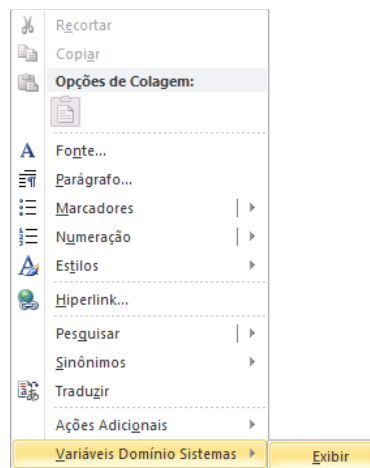 Recortar
Copiar
Opções de Colagem:
Fonte...
Parágrafo...
Marcadores
Numeração
Estilos
Hiperlink...
Pesquisar
Sinônimos
Traduzir
Ações Adicionais
Variáveis Domínio Sistemas
Exibir